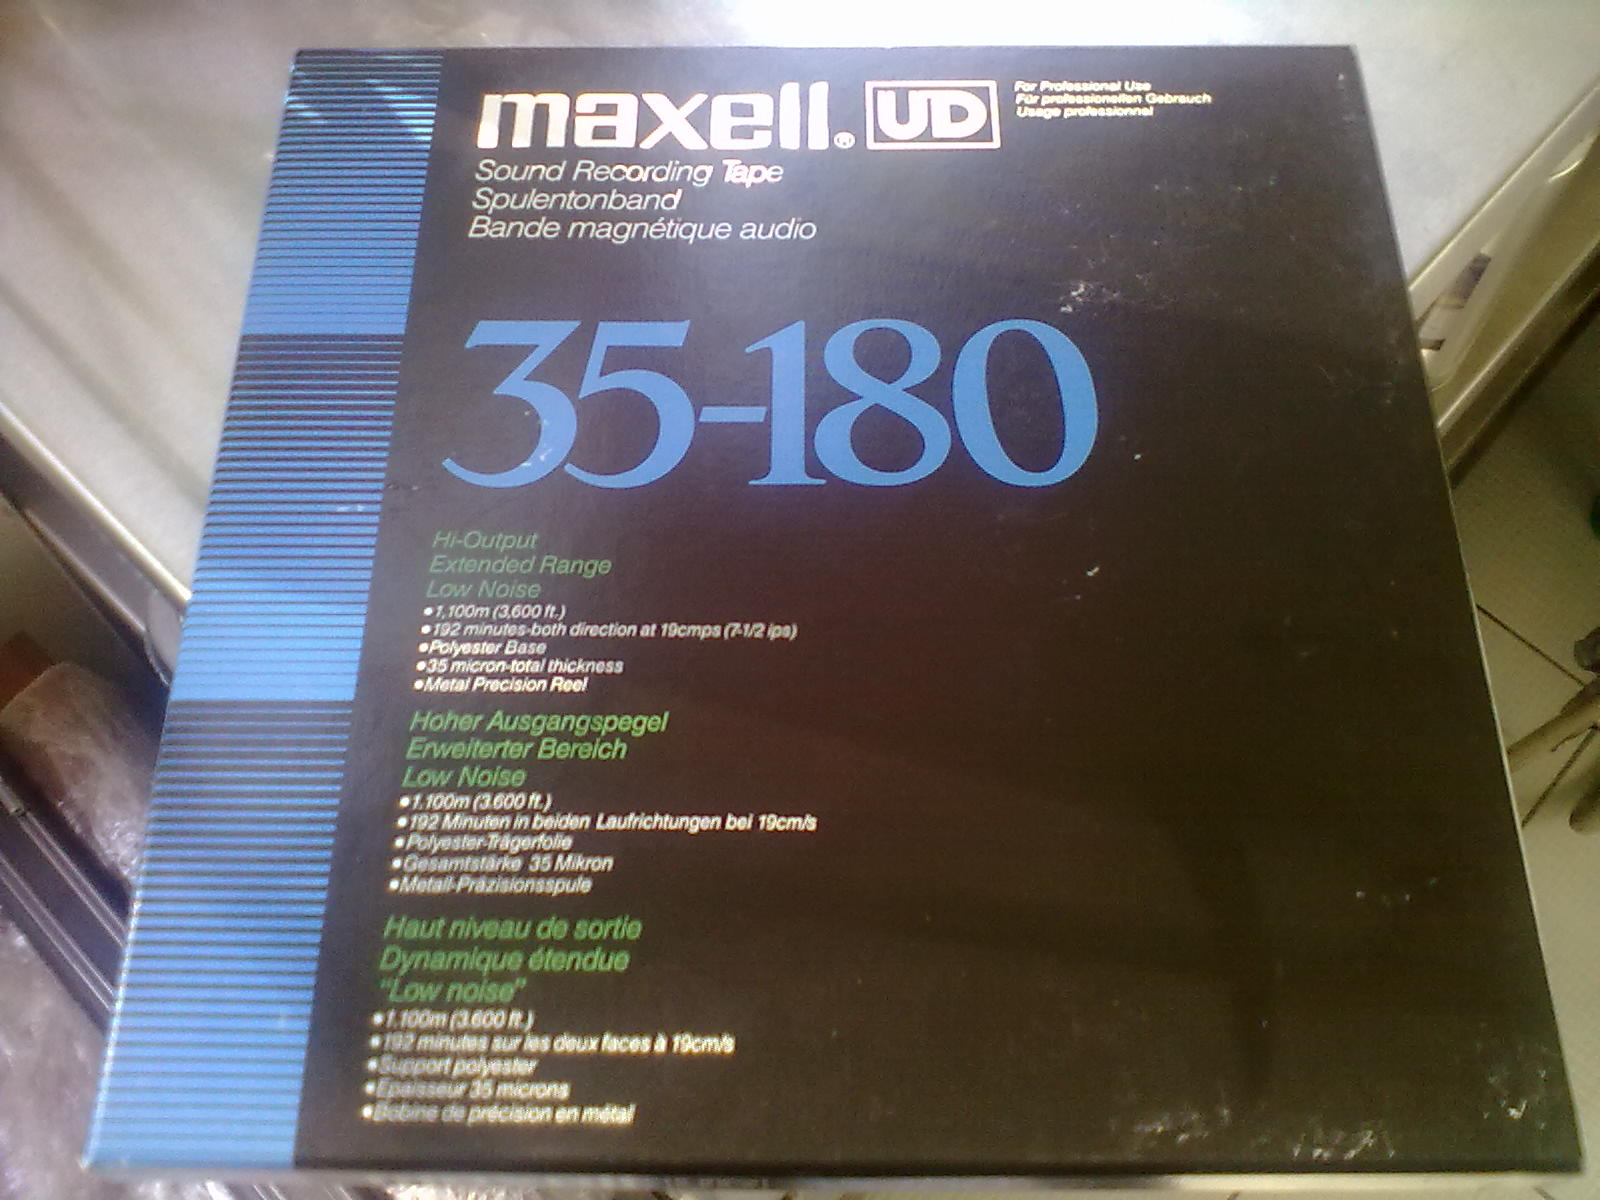 maxell® UD
For Professional Use
Für professionellen Gebrauch
Usage professionnel
Sound Recording Tape
Spulentonband
Bande magnétique audio
35-180
Hi-Output
Extended Range
Low Noise
•1,100m (3,600 ft.)
•192 minutes-both direction at 19cmps (7-1/2 ips)
•Polyester Base
•35 micron-total thickness
•Metal Precision Reel
Hoher Ausgangspegel
Erweiterter Bereich
Low Noise
•1.100m (3.600 ft.)
•192 Minuten in beiden Laufrichtungen bei 19cm/s
•Polyester-Trägerfolie
•Gesamtstärke 35 Mikron
•Metall-Präzisionsspule
Haut niveau de sortie
Dynamique étendue
"Low noise"
•1.100m (3.600 ft.)
•192 minutes sur les deux faces à 19cm/s
•Support polyester
•Epaisseur 35 microns
•Bobine de précision en métal